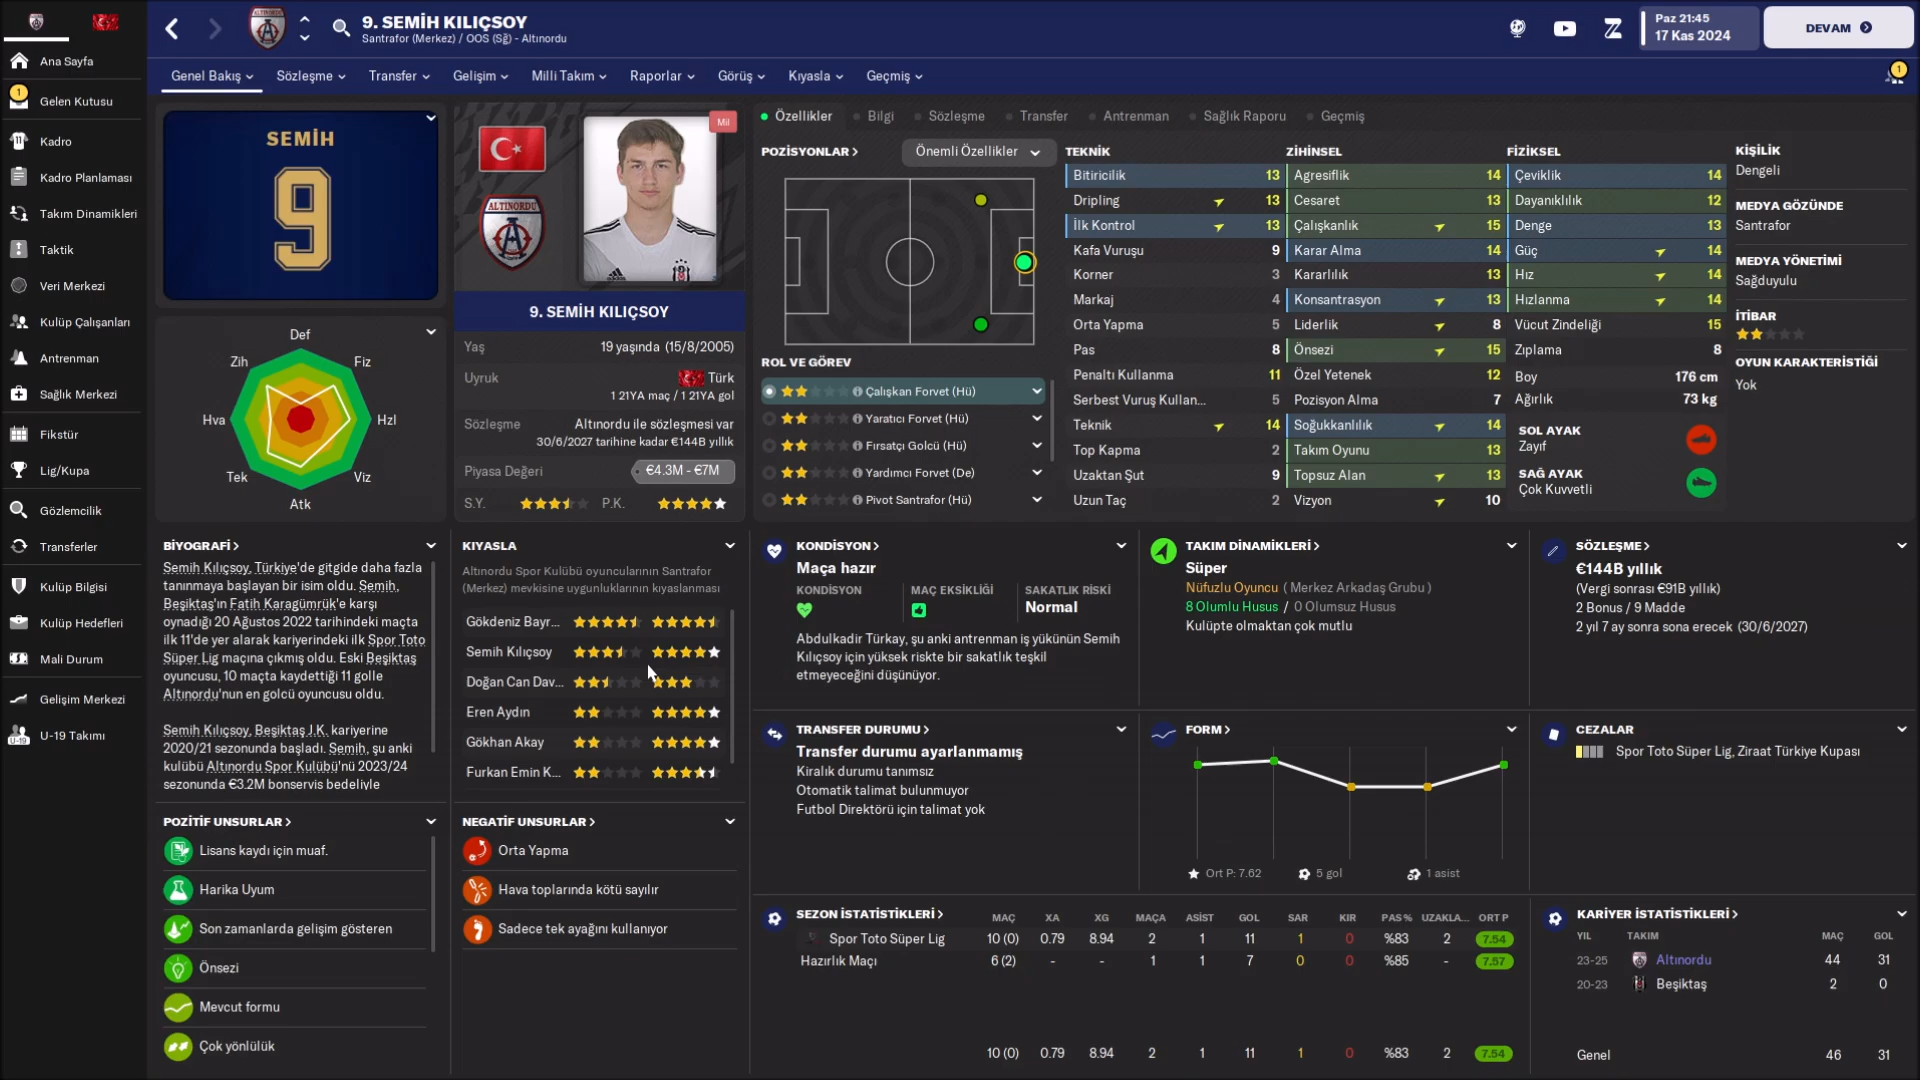 9. SEMİH KILIÇSOY
Santrafor (Merkez) / OOS (Sğ) - Altınordu
Paz 21:45
17 Kas 2024
DEVAM
Ana Sayfa
1
Gelen Kutusu
Kadro
Kadro Planlaması
Takım Dinamikleri
Taktik
Veri Merkezi
Kulüp Çalışanları
Antrenman
Sağlık Merkezi
Fikstür
Lig/Kupa
Gözlemcilik
Transferler
Kulüp Bilgisi
Kulüp Hedefleri
Mali Durum
Gelişim Merkezi
U-19 Takımı
Genel Bakış
Sözleşme
Transfer
Gelişim
Milli Takım
Raporlar
Görüş
Kıyasla
Geçmiş
1
SEMİH
9
Def
Fiz
Hzl
Viz
Atk
Tek
Hva
Zih
Mil
ALTINORDU
9. SEMİH KILIÇSOY
Yaş 19 yaşında (15/8/2005)
Uyruk Türk
1 21YA maç / 1 21YA gol
Sözleşme Altınordu ile sözleşmesi var
30/6/2027 tarihine kadar €144B yıllık
Piyasa Değeri €4.3M - €7M
S.Y. P.K.
Özellikler
Bilgi
Sözleşme
Transfer
Antrenman
Sağlık Raporu
Geçmiş
POZİSYONLAR
Önemli Özellikler
ROL VE GÖREV
Çalışkan Forvet (Hü)
Yaratıcı Forvet (Hü)
Fırsatçı Golcü (Hü)
Yardımcı Forvet (De)
Pivot Santrafor (Hü)
TEKNİK
Bitiricilik 13
Dripling 13
İlk Kontrol 13
Kafa Vuruşu 9
Korner 3
Markaj 4
Orta Yapma 5
Pas 8
Penaltı Kullanma 11
Serbest Vuruş Kullan... 5
Teknik 14
Top Kapma 2
Uzaktan Şut 9
Uzun Taç 2
ZİHİNSEL
Agresiflik 14
Cesaret 13
Çalışkanlık 15
Karar Alma 14
Kararlılık 13
Konsantrasyon 13
Liderlik 8
Önsezi 15
Özel Yetenek 12
Pozisyon Alma 7
Soğukkanlılık 14
Takım Oyunu 13
Topsuz Alan 13
Vizyon 10
FİZİKSEL
Çeviklik 14
Dayanıklılık 12
Denge 13
Güç 14
Hız 14
Hızlanma 14
Vücut Zindeliği 15
Zıplama 8
Boy 176 cm
Ağırlık 73 kg
SOL AYAK
Zayıf
SAĞ AYAK
Çok Kuvvetli
KİŞİLİK
Dengeli
MEDYA GÖZÜNDE
Santrafor
MEDYA YÖNETİMİ
Sağduyulu
İTİBAR
OYUN KARAKTERİSTİĞİ
Yok
BİYOGRAFİ
Semih Kılıçsoy, Türkiye'de gitgide daha fazla
tanınmaya başlayan bir isim oldu. Semih,
Beşiktaş'ın Fatih Karagümrük'e karşı
oynadığı 20 Ağustos 2022 tarihindeki maçta
ilk 11'de yer alarak kariyerindeki ilk Spor Toto
Süper Lig maçına çıkmış oldu. Eski Beşiktaş
oyuncusu, 10 maçta kaydettiği 11 golle
Altınordu'nun en golcü oyuncusu oldu.
Semih Kılıçsoy, Beşiktaş J.K. kariyerine
2020/21 sezonunda başladı. Semih, şu anki
kulübü Altınordu Spor Kulübü'nü 2023/24
sezonunda €3.2M bonservis bedeliyle
KIYASLA
Altınordu Spor Kulübü oyuncularının Santrafor
(Merkez) mevkisine uygunluklarının kıyaslanması
Gökdeniz Bayr...
Semih Kılıçsoy
Doğan Can Dav...
Eren Aydın
Gökhan Akay
Furkan Emin K...
POZİTİF UNSURLAR
Lisans kaydı için muaf.
Harika Uyum
Son zamanlarda gelişim gösteren
Önsezi
Mevcut formu
Çok yönlülük
NEGATİF UNSURLAR
Orta Yapma
Hava toplarında kötü sayılır
Sadece tek ayağını kullanıyor
KONDİSYON
Maça hazır
KONDİSYON
MAÇ EKSİKLİĞİ
SAKATLIK RİSKİ
Normal
Abdulkadir Türkay, şu anki antrenman iş yükünün Semih
Kılıçsoy için yüksek riskte bir sakatlık teşkil
etmeyeceğini düşünüyor.
TAKIM DİNAMİKLERİ
Süper
Nüfuzlu Oyuncu ( Merkez Arkadaş Grubu )
8 Olumlu Husus / 0 Olumsuz Husus
Kulüpte olmaktan çok mutlu
SÖZLEŞME
€144B yıllık
(Vergi sonrası €91B yıllık)
2 Bonus / 9 Madde
2 yıl 7 ay sonra sona erecek (30/6/2027)
TRANSFER DURUMU
Transfer durumu ayarlanmamış
Kiralık durumu tanımsız
Otomatik talimat bulunmuyor
Futbol Direktörü için talimat yok
FORM
Ort P: 7.62
5 gol
1 asist
CEZALAR
Spor Toto Süper Lig, Ziraat Türkiye Kupası
SEZON İSTATİSTİKLERİ MAÇ XA XG MAÇA ASİST GOL SAR KIR PAS% UZAKLA... ORT P
Spor Toto Süper Lig 10 (0) 0.79 8.94 2 1 11 1 0 %83 2 7.54
Hazırlık Maçı 6 (2) - - 1 1 7 0 0 %85 - 7.57
10 (0) 0.79 8.94 2 1 11 1 0 %83 2 7.54
KARİYER İSTATİSTİKLERİ
YIL TAKIM MAÇ GOL
23-25 Altınordu 44 31
20-23 Beşiktaş 2 0
Genel 46 31